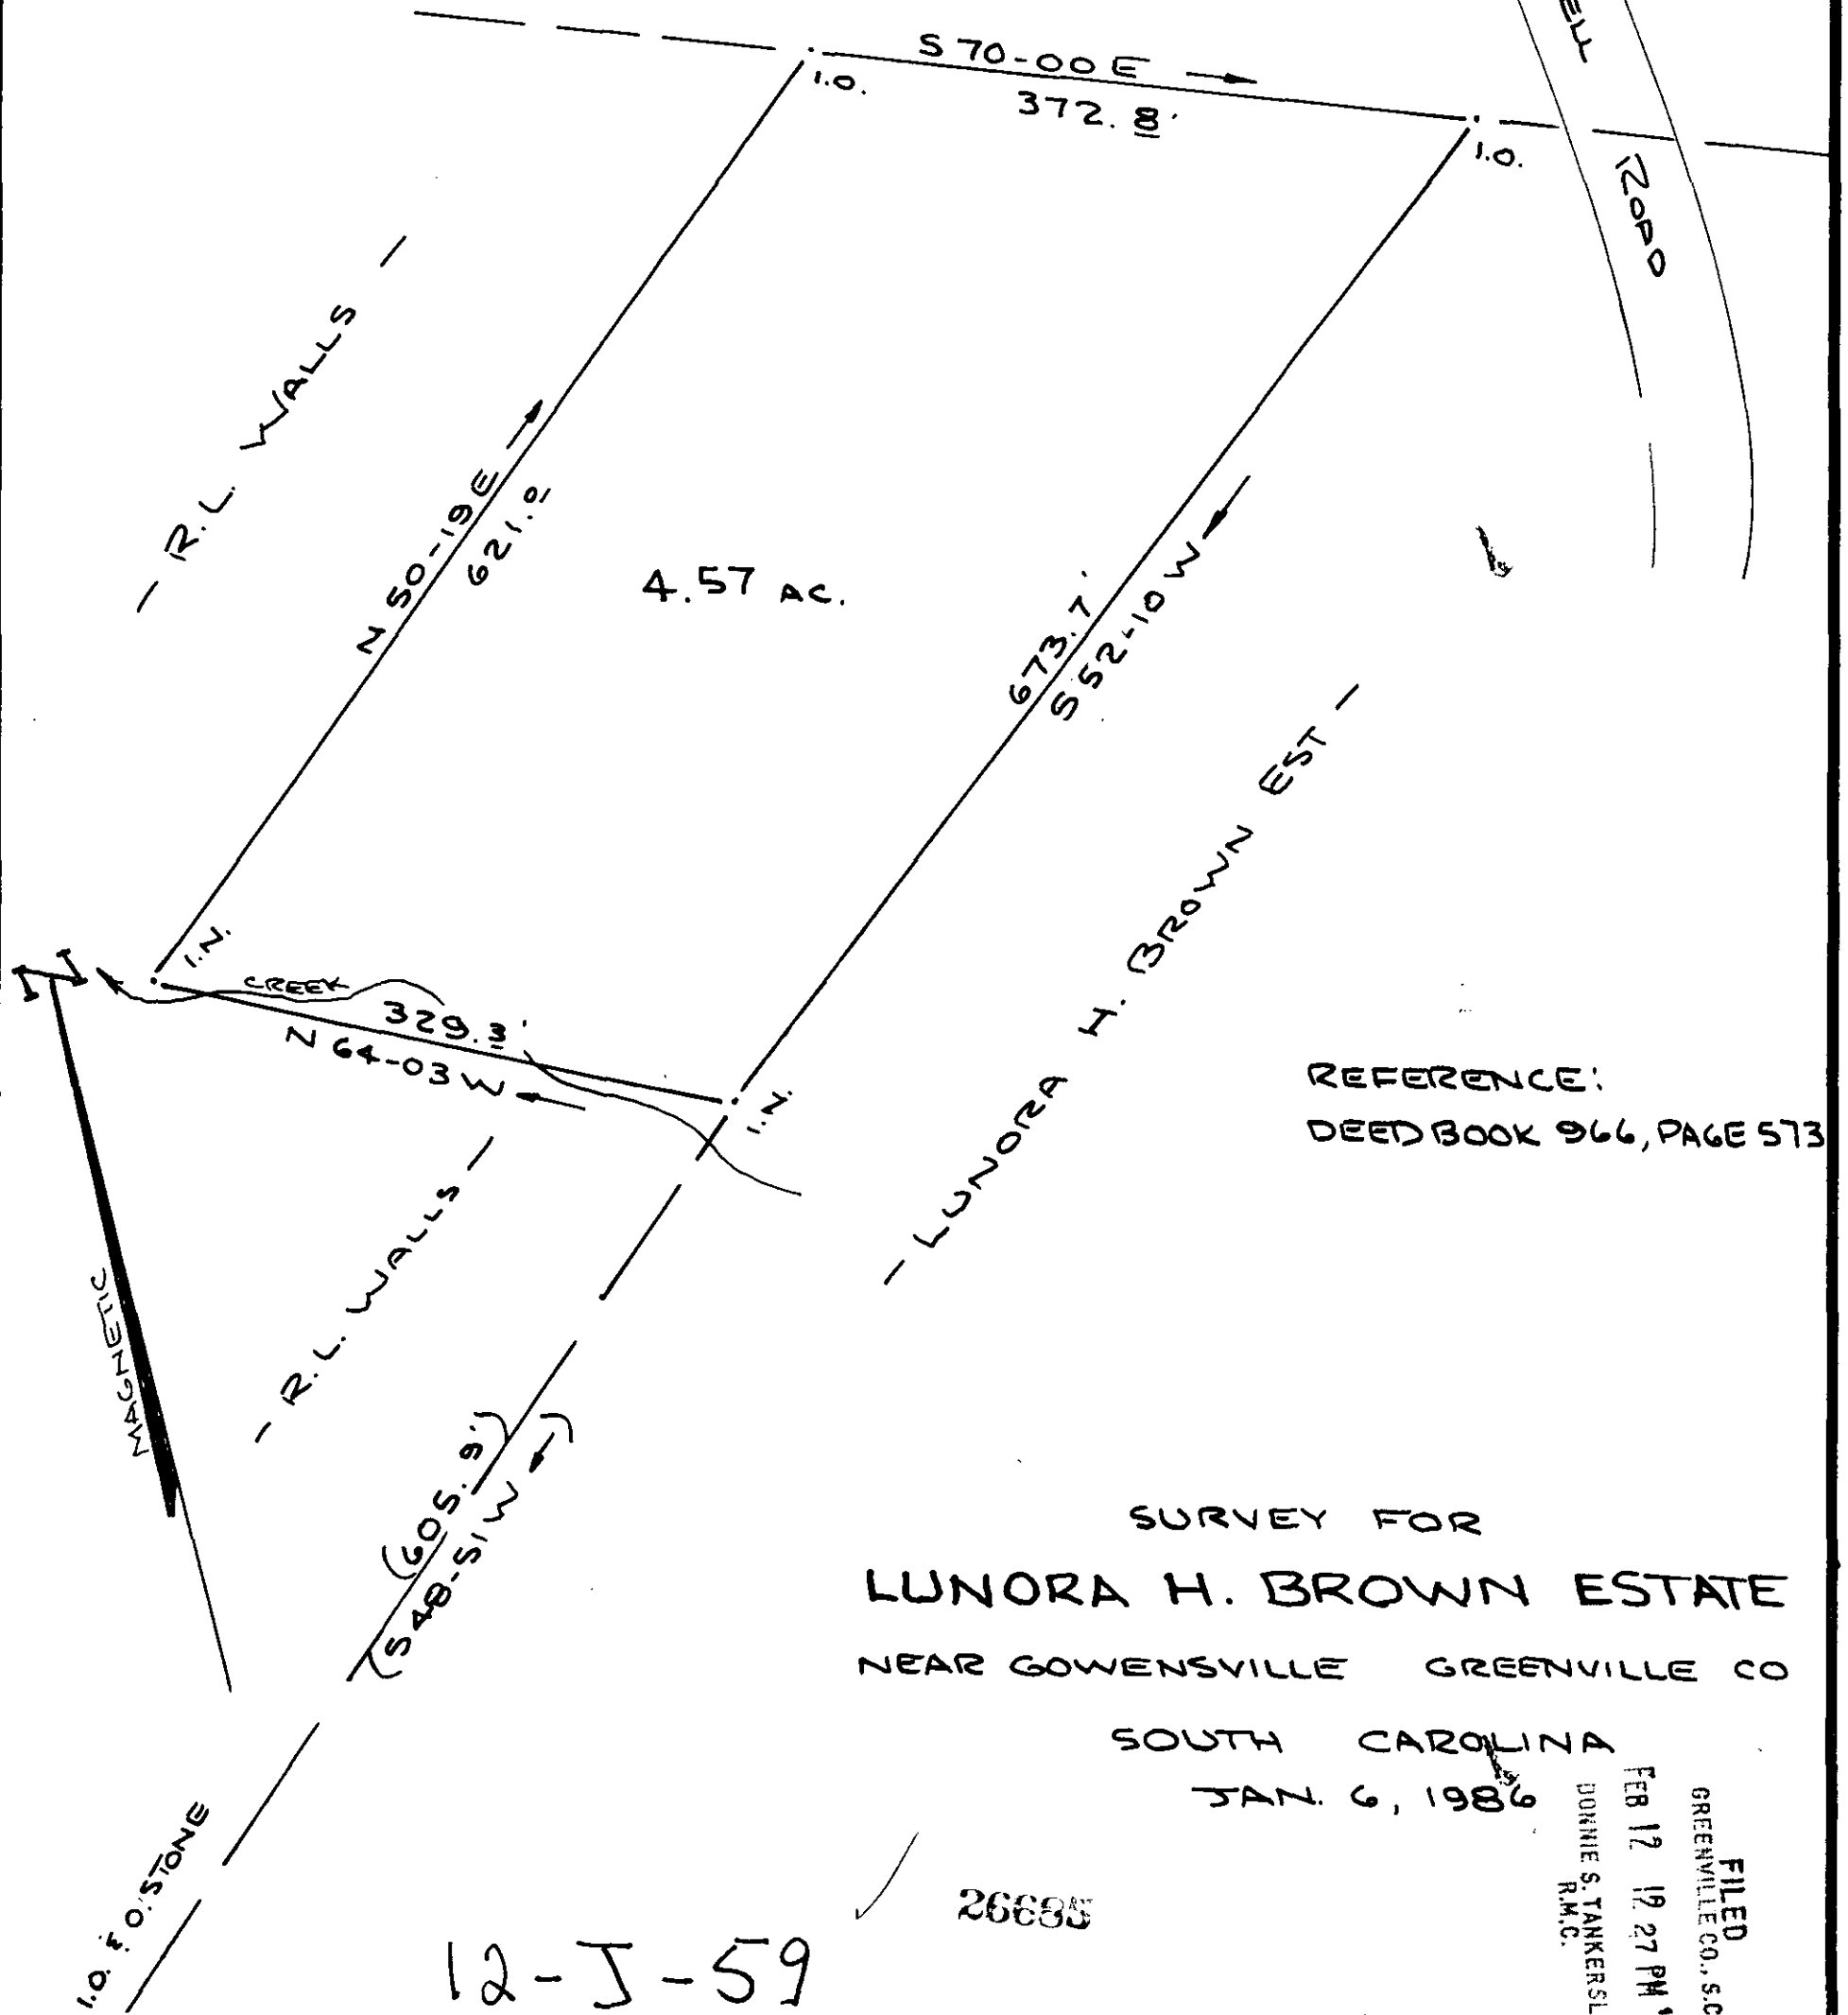 S 70-00 E
372.8'
I.O.
I.O.
ROAD
- R.L. WALLS -
N 50-19 E
621.9'
4.57 AC.
673.7'
S 52-10 W
- LUNORA H. BROWN EST -
I.N.
CREEK
329.3'
N 64-03 W
I.N.
N
MAGNETIC
- R.L. WALLS -
REFERENCE:
DEED BOOK 966, PAGE 573
(605.9')
(S 48-51 W)
I.O. & O. STONE
SURVEY FOR
LUNORA H. BROWN ESTATE
NEAR GOWENSVILLE GREENVILLE CO
SOUTH CAROLINA
JAN. 6, 1986
26685
12-J-59
FILED
GREENVILLE CO., S.C
FEB 12 12 27 PM '
DONNIE S. TANKERSL
R.M.C.